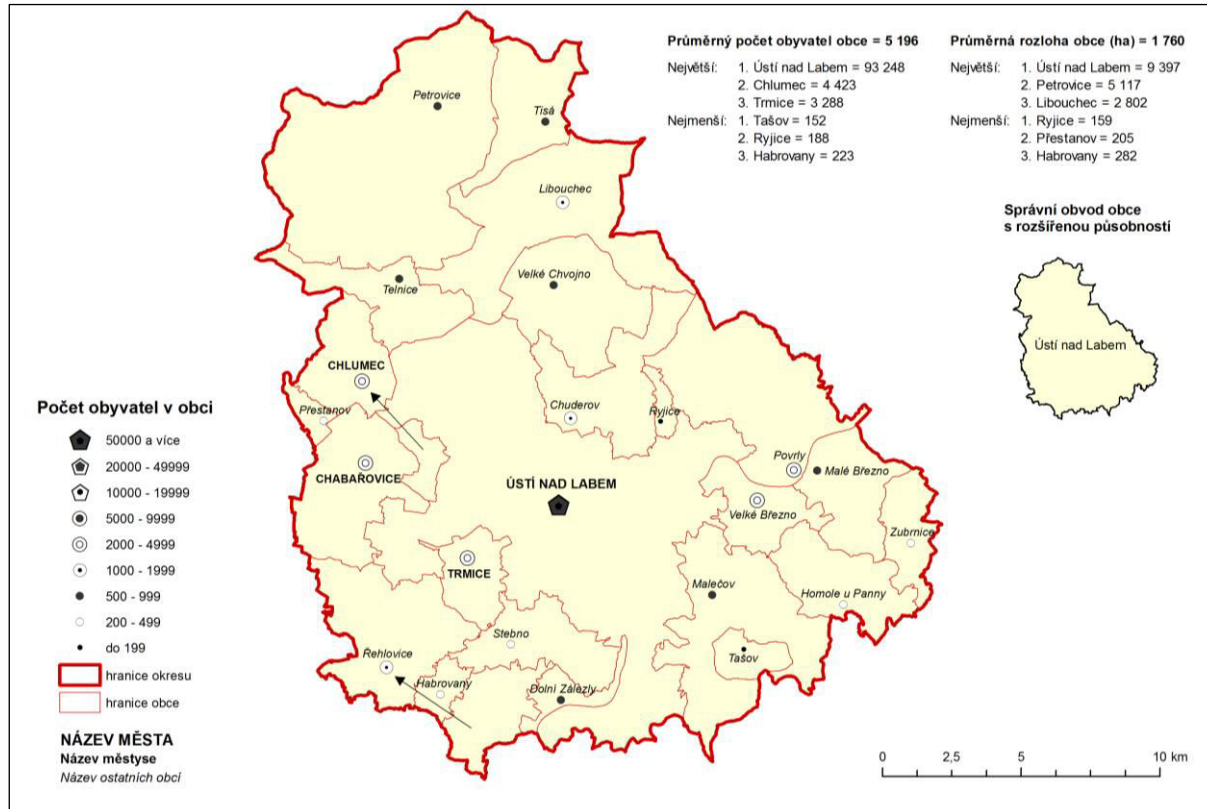 Průměrný počet obyvatel obce = 5 196
Největší: 1. Ústí nad Labem = 93 248
2. Chlumec = 4 423
3. Trmice = 3 288
Nejmenší: 1. Tašov = 152
2. Ryjice = 188
3. Habrovany = 223
Průměrná rozloha obce (ha) = 1 760
Největší: 1. Ústí nad Labem = 9 397
2. Petrovice = 5 117
3. Libouchec = 2 802
Nejmenší: 1. Ryjice = 159
2. Přestanov = 205
3. Habrovany = 282
Správní obvod obce
s rozšířenou působností
Ústí nad Labem
Petrovice
Tisá
Libouchec
Telnice
Velké Chvojno
CHLUMEC
Přestanov
Chuderov
Ryjice
CHABAŘOVICE
ÚSTÍ NAD LABEM
Povrly
Malé Březno
Velké Březno
Zubrnice
TRMICE
Malečov
Homole u Panny
Stebno
Tašov
Řehlovice
Habrovany
Dolní Zálezly
Počet obyvatel v obci
50000 a více
20000 - 49999
10000 - 19999
5000 - 9999
2000 - 4999
1000 - 1999
500 - 999
200 - 499
do 199
hranice okresu
hranice obce
NÁZEV MĚSTA
Název městyse
Název ostatních obcí
0 2,5 5 10 km